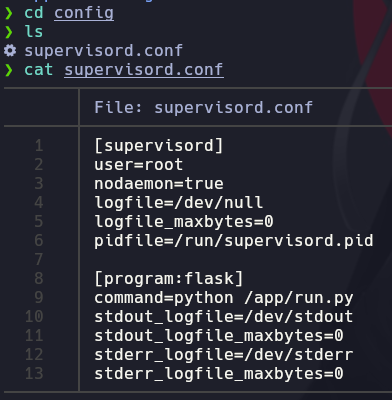 ❯ cd config
❯ ls
supervisord.conf
❯ cat supervisord.conf
File: supervisord.conf
1 [supervisord]
2 user=root
3 nodaemon=true
4 logfile=/dev/null
5 logfile_maxbytes=0
6 pidfile=/run/supervisord.pid
7
8 [program:flask]
9 command=python /app/run.py
10 stdout_logfile=/dev/stdout
11 stdout_logfile_maxbytes=0
12 stderr_logfile=/dev/stderr
13 stderr_logfile_maxbytes=0